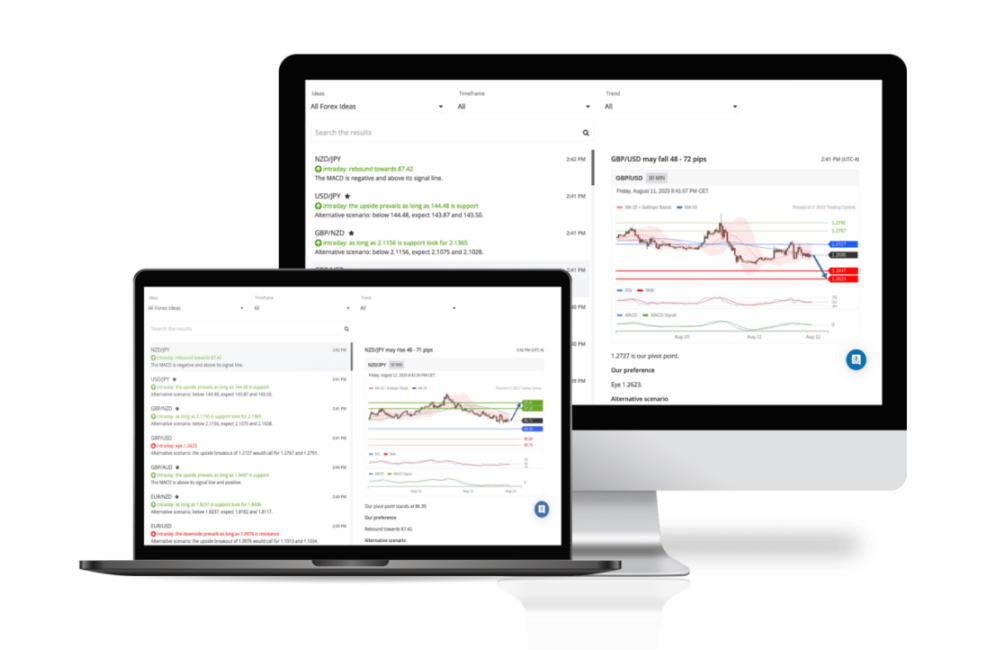 Ideas
Timeframe
Trend
All Forex Ideas
All
All
Search the results
NZD/JPY
2:42 PM
Intraday: rebound towards 87.42
The MACD is negative and above its signal line.
USD/JPY
2:41 PM
Intraday: the upside prevails as long as 144.48 is support
Alternative scenario: below 144.48, expect 143.87 and 143.50.
GBP/NZD
2:41 PM
Intraday: as long as 2.1156 is support look for 2.1365
Alternative scenario: below 2.1156, expect 2.1075 and 2.1028.
2:41 PM
GBP/USD may fall 48 - 72 pips
2:41 PM (UTC-4)
GBP/USD
30 MIN
Friday, August 11, 2023 8:41:07 PM CET
MA 20 + Bollinger Bands
MA 50
Research © 2022 Trading Central
1.2791
1.2767
1.2727
1.2647
1.2623
RSI
MACD
MACD Signal
0
Aug 10
Aug 11
Aug 12
1.2727 is our pivot point.
Our preference
Eye 1.2623.
Alternative scenario
Ideas
Timeframe
Trend
All Forex Ideas
All
All
Search the results
NZD/JPY
2:42 PM
Intraday: rebound towards 87.42
The MACD is negative and above its signal line.
USD/JPY
2:41 PM
Intraday: the upside prevails as long as 144.48 is support
Alternative scenario: below 144.48, expect 143.87 and 143.50.
GBP/NZD
2:41 PM
Intraday: as long as 2.1156 is support look for 2.1365
Alternative scenario: below 2.1156, expect 2.1075 and 2.1028.
GBP/USD
2:41 PM
Intraday: eye 1.2623
Alternative scenario: the upside breakout of 1.2727 would call for 1.2767 and 1.2791.
GBP/AUD
2:40 PM
Intraday: the upside prevails as long as is support
The MACD is above its signal line and positive.
EUR/NZD
2:40 PM
Intraday: as long as 1.8237 is support look for
Alternative scenario: below 1.8237, expect 1.8162 and 1.8117.
EUR/USD
2:39 PM
Intraday: the downside prevails as long as 1.0976 is resistance
Alternative scenario: the upside breakout of 1.0976 would call for 1.1013 and 1.1034.
NZD/JPY may rise 48 - 71 pips
2:42 PM (UTC-4)
NZD/JPY
30 MIN
Friday, August 11, 2023 8:42:20 PM CET
MA 20 + Bollinger Bands
MA 50
Research © 2022 Trading Central
RSI
MACD
MACD Signal
0
Aug 10
Aug 11
Aug 12
Our pivot point stands at 86.35.
Our preference
Rebound towards 87.42.
Alternative scenario